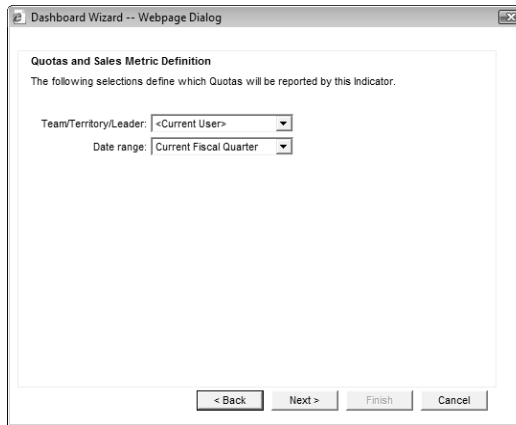 Dashboard Wizard -- Webpage Dialog
Quotas and Sales Metric Definition
The following selections define which Quotas will be reported by this Indicator.
Team/Territory/Leader: <Current User>
Date range: Current Fiscal Quarter
< Back Next > Finish Cancel